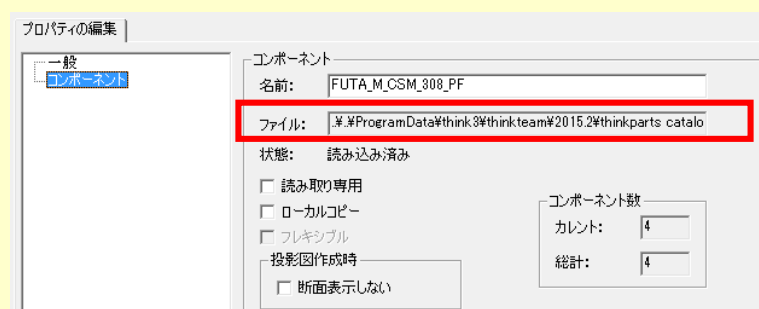 プロパティの編集
一般
コンポーネント
コンポーネント
名前: FUTA_M_CSM_308_PF
ファイル: .¥.¥ProgramData¥think3¥thinkteam¥2015.2¥thinkparts catalo
状態: 読み込み済み
読み取り専用
ローカルコピー
フレキシブル
投影図作成時
断面表示しない
コンポーネント数
カレント: 4
総計: 4